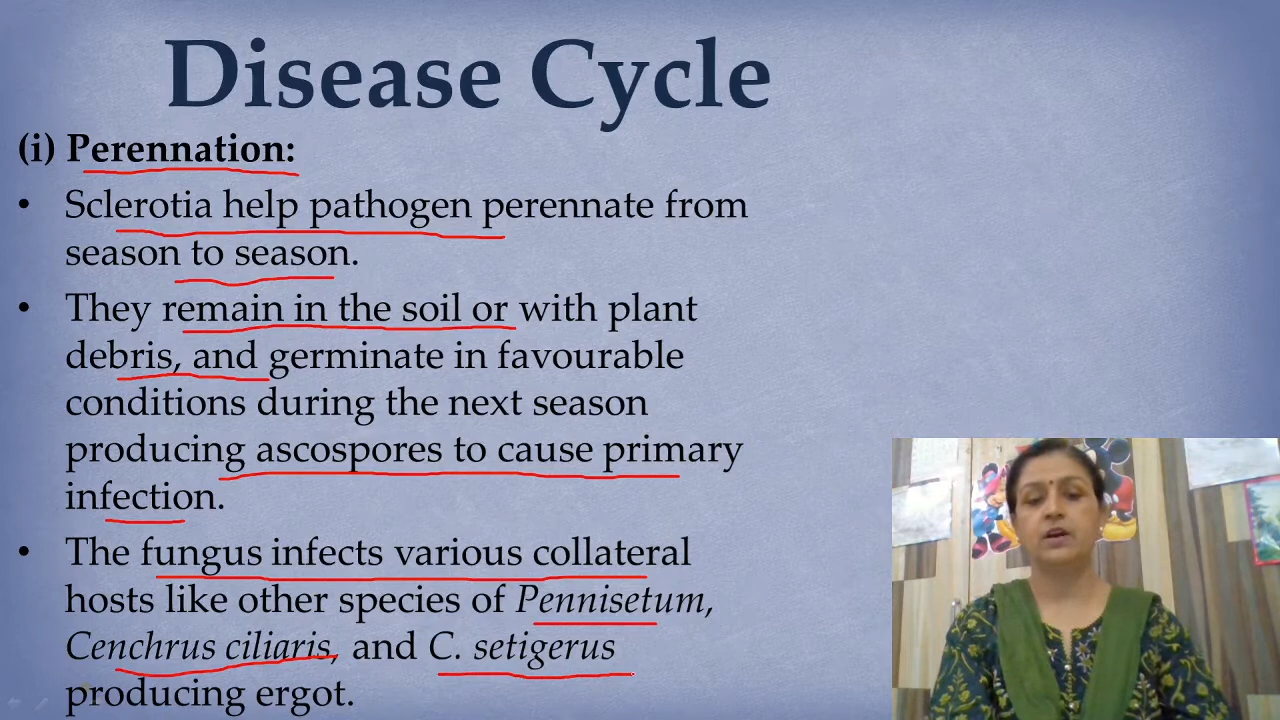 Disease Cycle
(i) Perennation:
• Sclerotia help pathogen perennate from
season to season.
• They remain in the soil or with plant
debris, and germinate in favourable
conditions during the next season
producing ascospores to cause primary
infection.
• The fungus infects various collateral
hosts like other species of Pennisetum,
Cenchrus ciliaris, and C. setigerus
producing ergot.